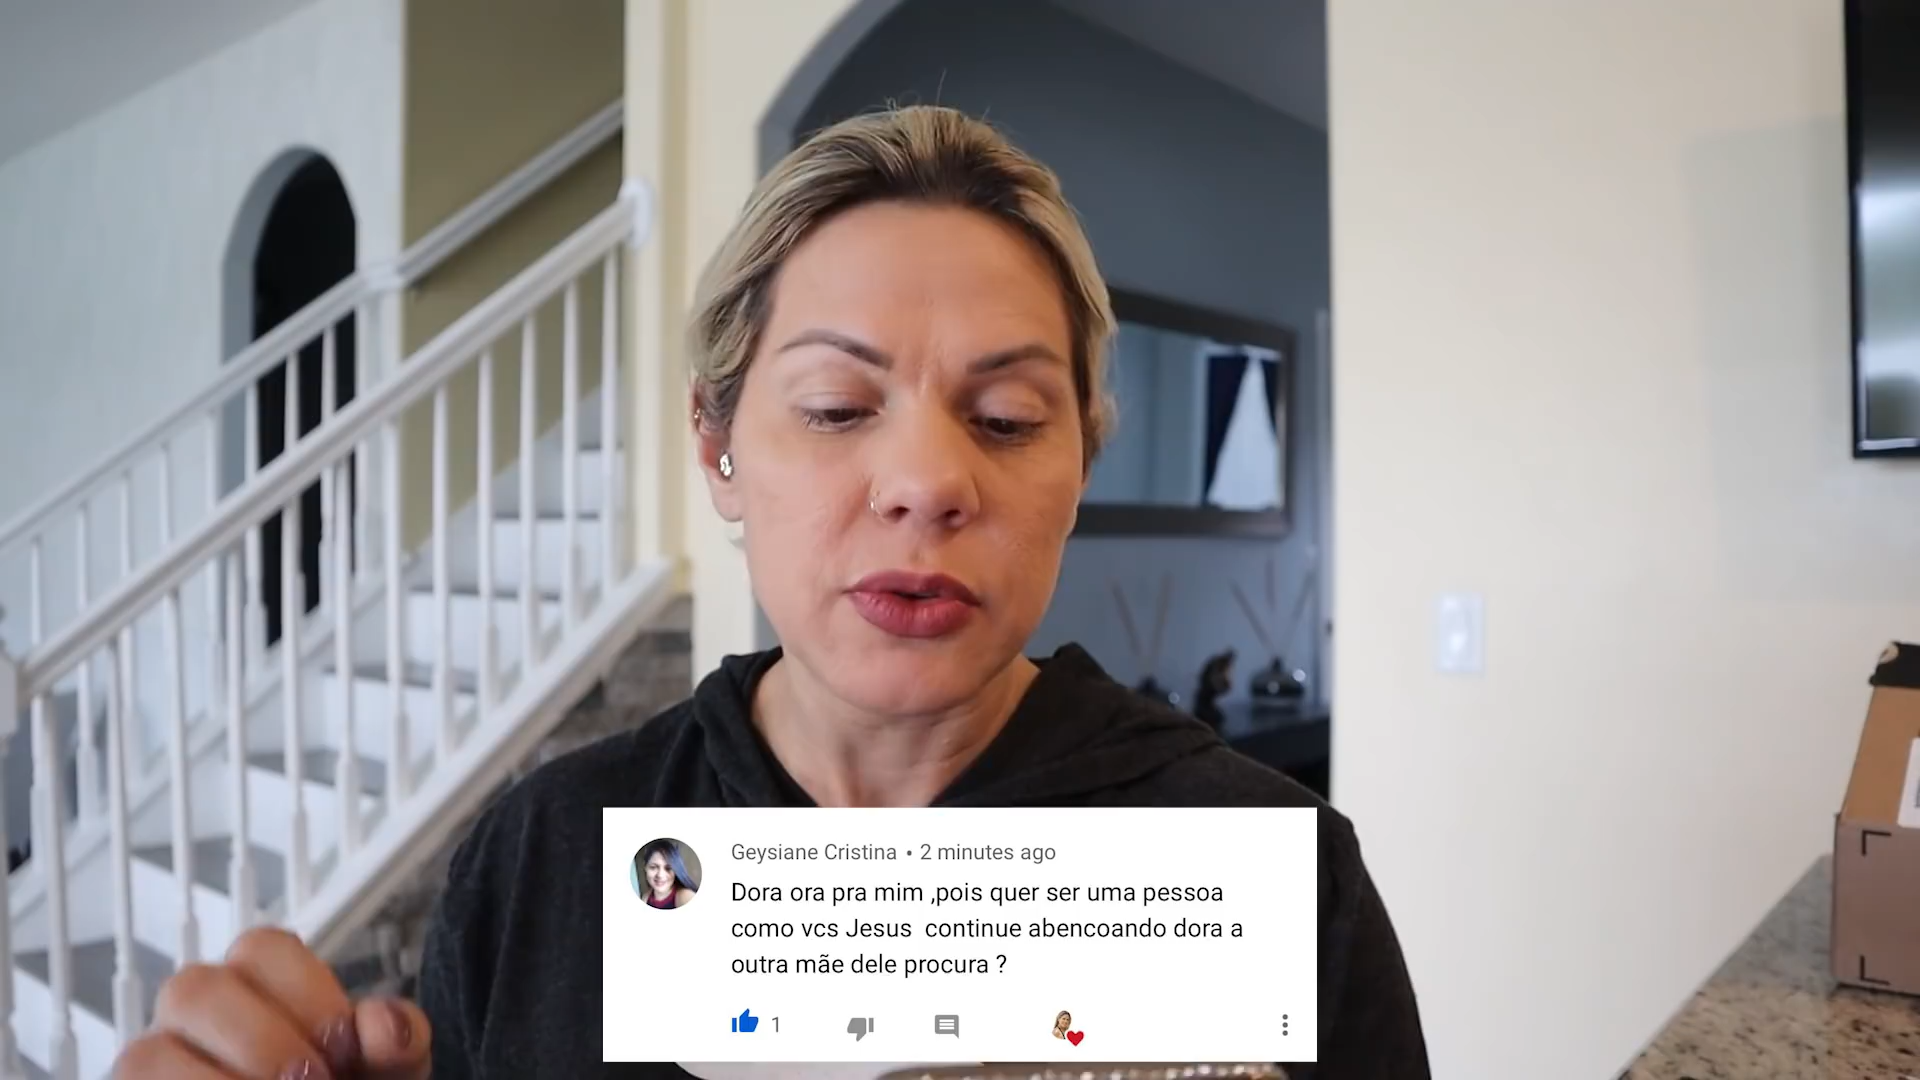 Geysiane Cristina • 2 minutes ago
Dora ora pra mim ,pois quer ser uma pessoa
como vcs Jesus  continue abencoando dora a
outra mãe dele procura ?
1